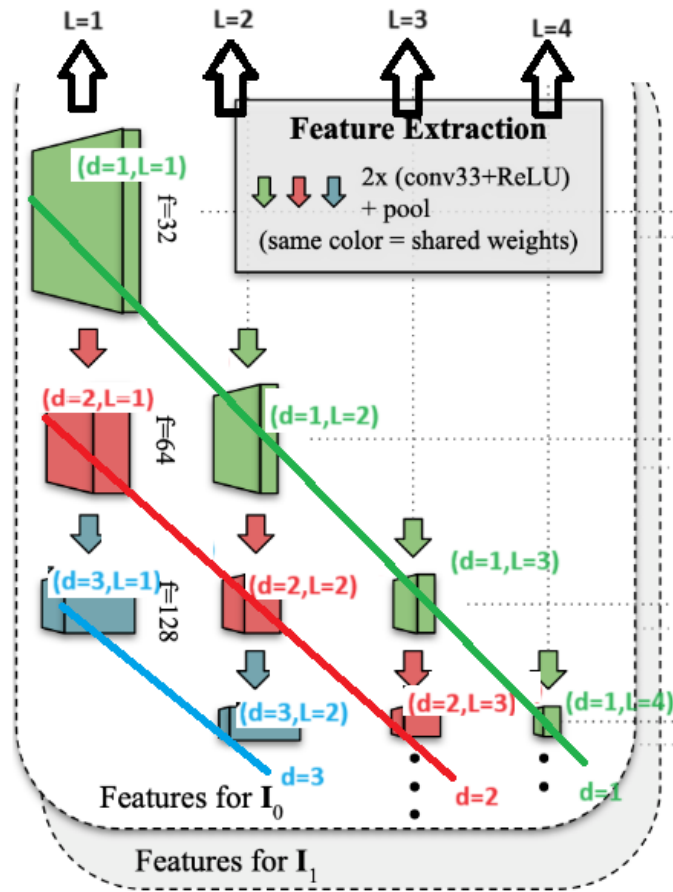 L=1
L=2
L=3
L=4
Feature Extraction
2x (conv33+ReLU)
+ pool
(same color = shared weights)
(d=1,L=1)
f=32
(d=2,L=1)
f=64
(d=1,L=2)
(d=3,L=1)
f=128
(d=2,L=2)
(d=1,L=3)
(d=3,L=2)
(d=2,L=3)
(d=1,L=4)
d=3
d=2
d=1
Features for I₀
Features for I₁